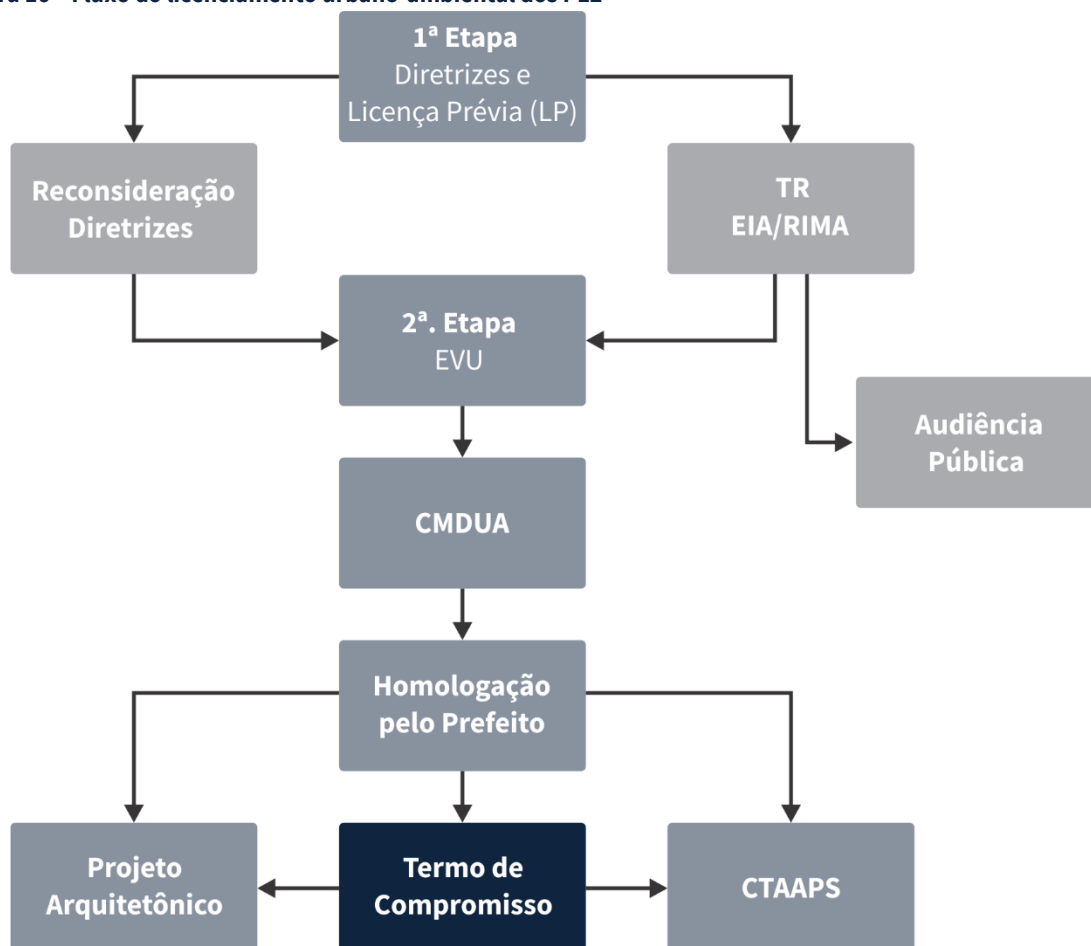 1ª Etapa
Diretrizes e
Licença Prévia (LP)
Reconsideração
Diretrizes
TR
EIA/RIMA
2ª. Etapa
EVU
Audiência
Pública
CMDUA
Homologação
pelo Prefeito
Projeto
Arquitetônico
Termo de
Compromisso
CTAAPS